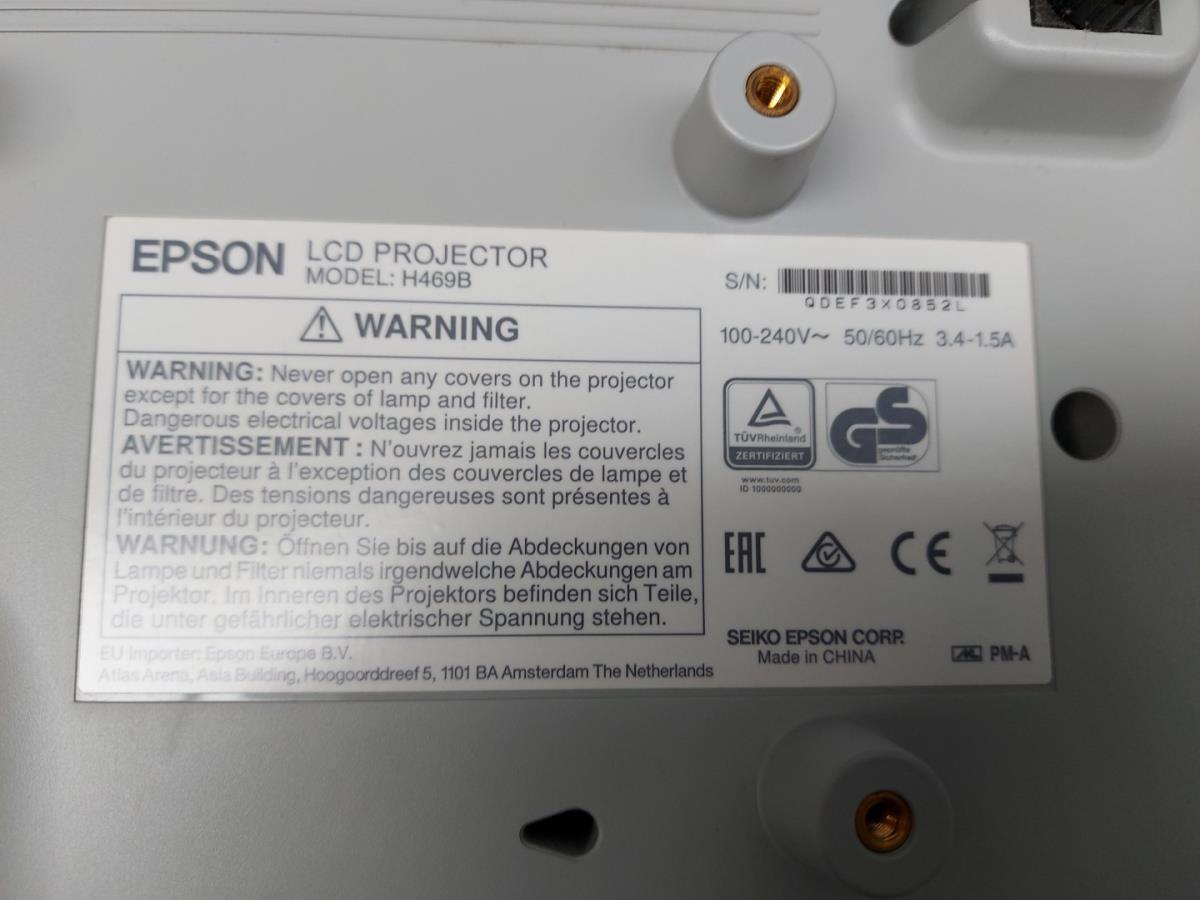 EPSON LCD PROJECTOR
MODEL: H469B
WARNING
WARNING: Never open any covers on the projector
except for the covers of lamp and filter.
Dangerous electrical voltages inside the projector.
AVERTISSEMENT : N'ouvrez jamais les couvercles
du projecteur à l'exception des couvercles de lampe et
de filtre. Des tensions dangereuses sont présentes à
l'intérieur du projecteur.
WARNUNG: Öffnen Sie bis auf die Abdeckungen von
Lampe und Filter niemals irgendwelche Abdeckungen am
Projektor. Im Inneren des Projektors befinden sich Teile,
die unter gefährlicher elektrischer Spannung stehen.
EU Importer: Epson Europe B.V.
Atlas Arena, Asia Building, Hoogoorddreef 5, 1101 BA Amsterdam The Netherlands
S/N:
QDEF3X0852L
100-240V~ 50/60Hz 3.4-1.5A
TÜVRheinland®
ZERTIFIZIERT
www.tuv.com
ID 1000000000
GS
geprüfte
Sicherheit
EAC
CE
SEIKO EPSON CORP.
Made in CHINA
PM-A